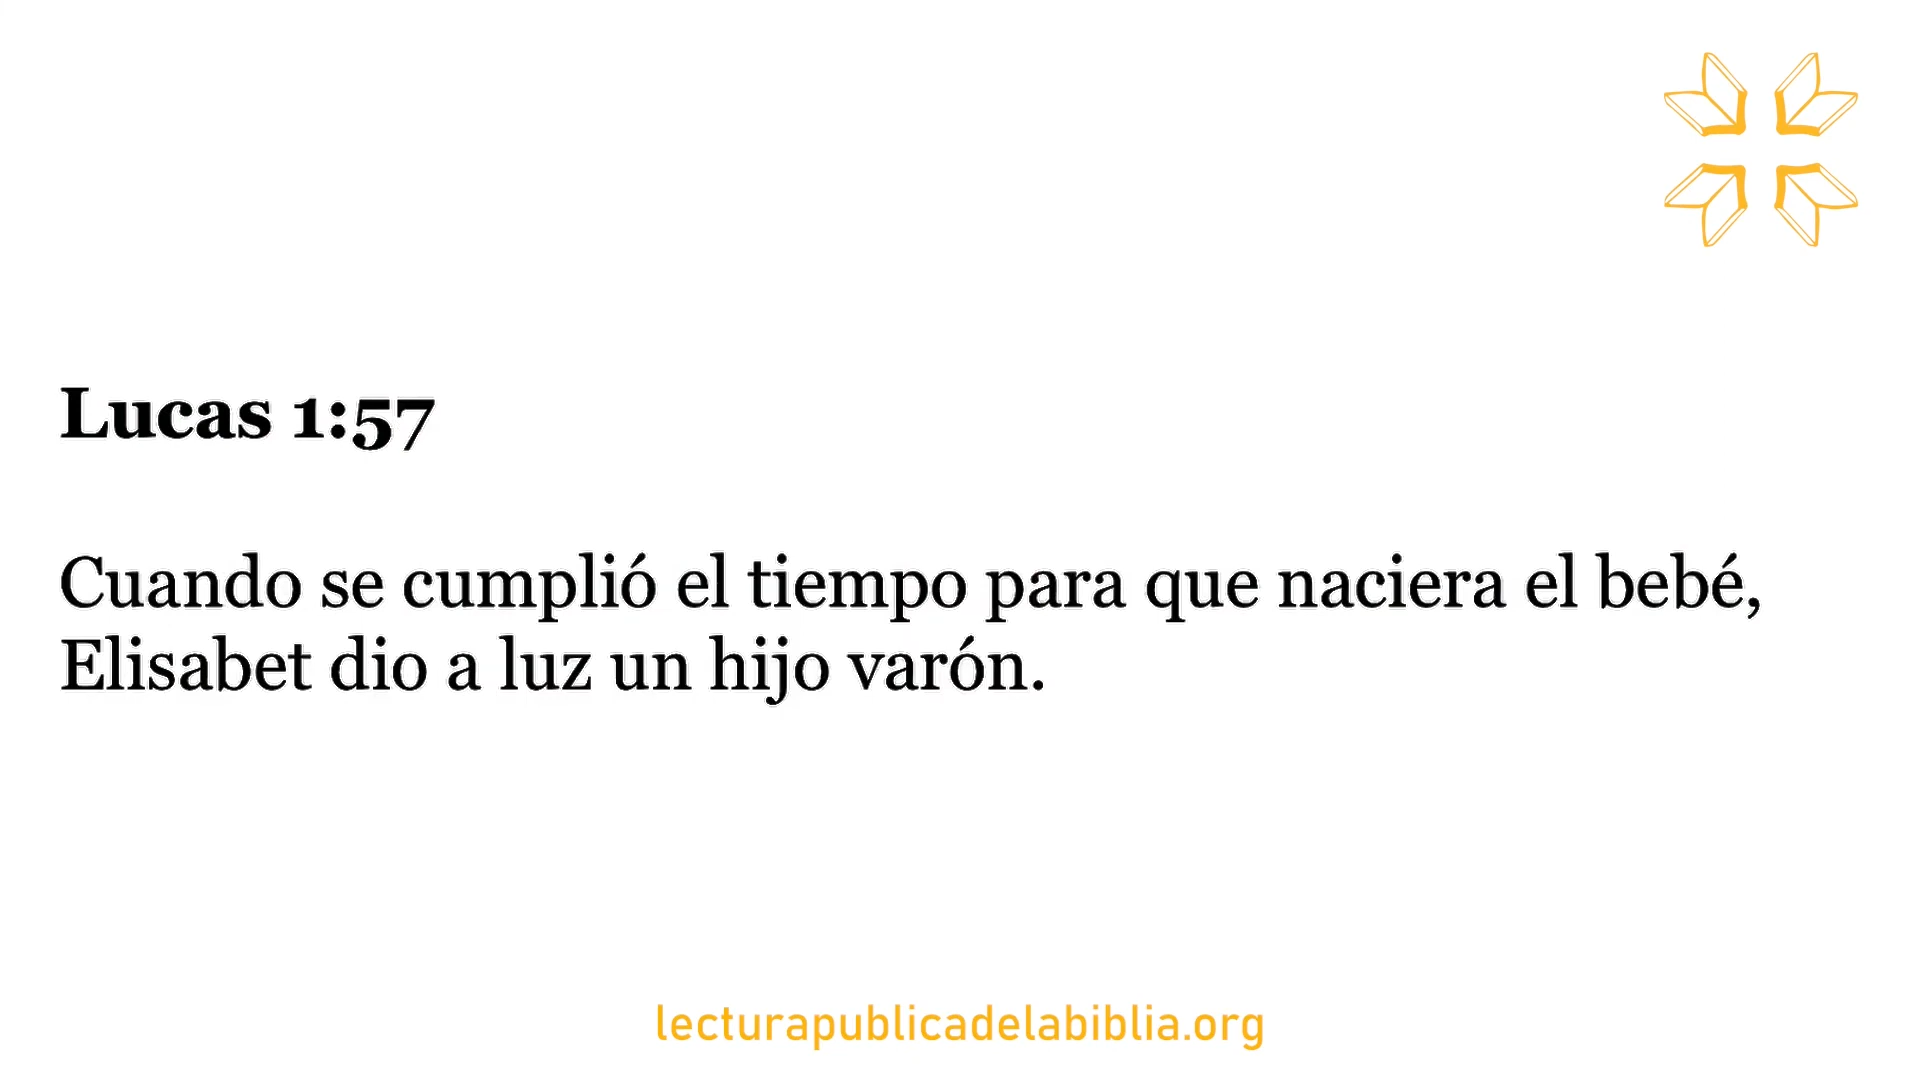 Lucas 1:57
Cuando se cumplió el tiempo para que naciera el bebé,
Elisabet dio a luz un hijo varón.
lecturapublicadelabiblia.org